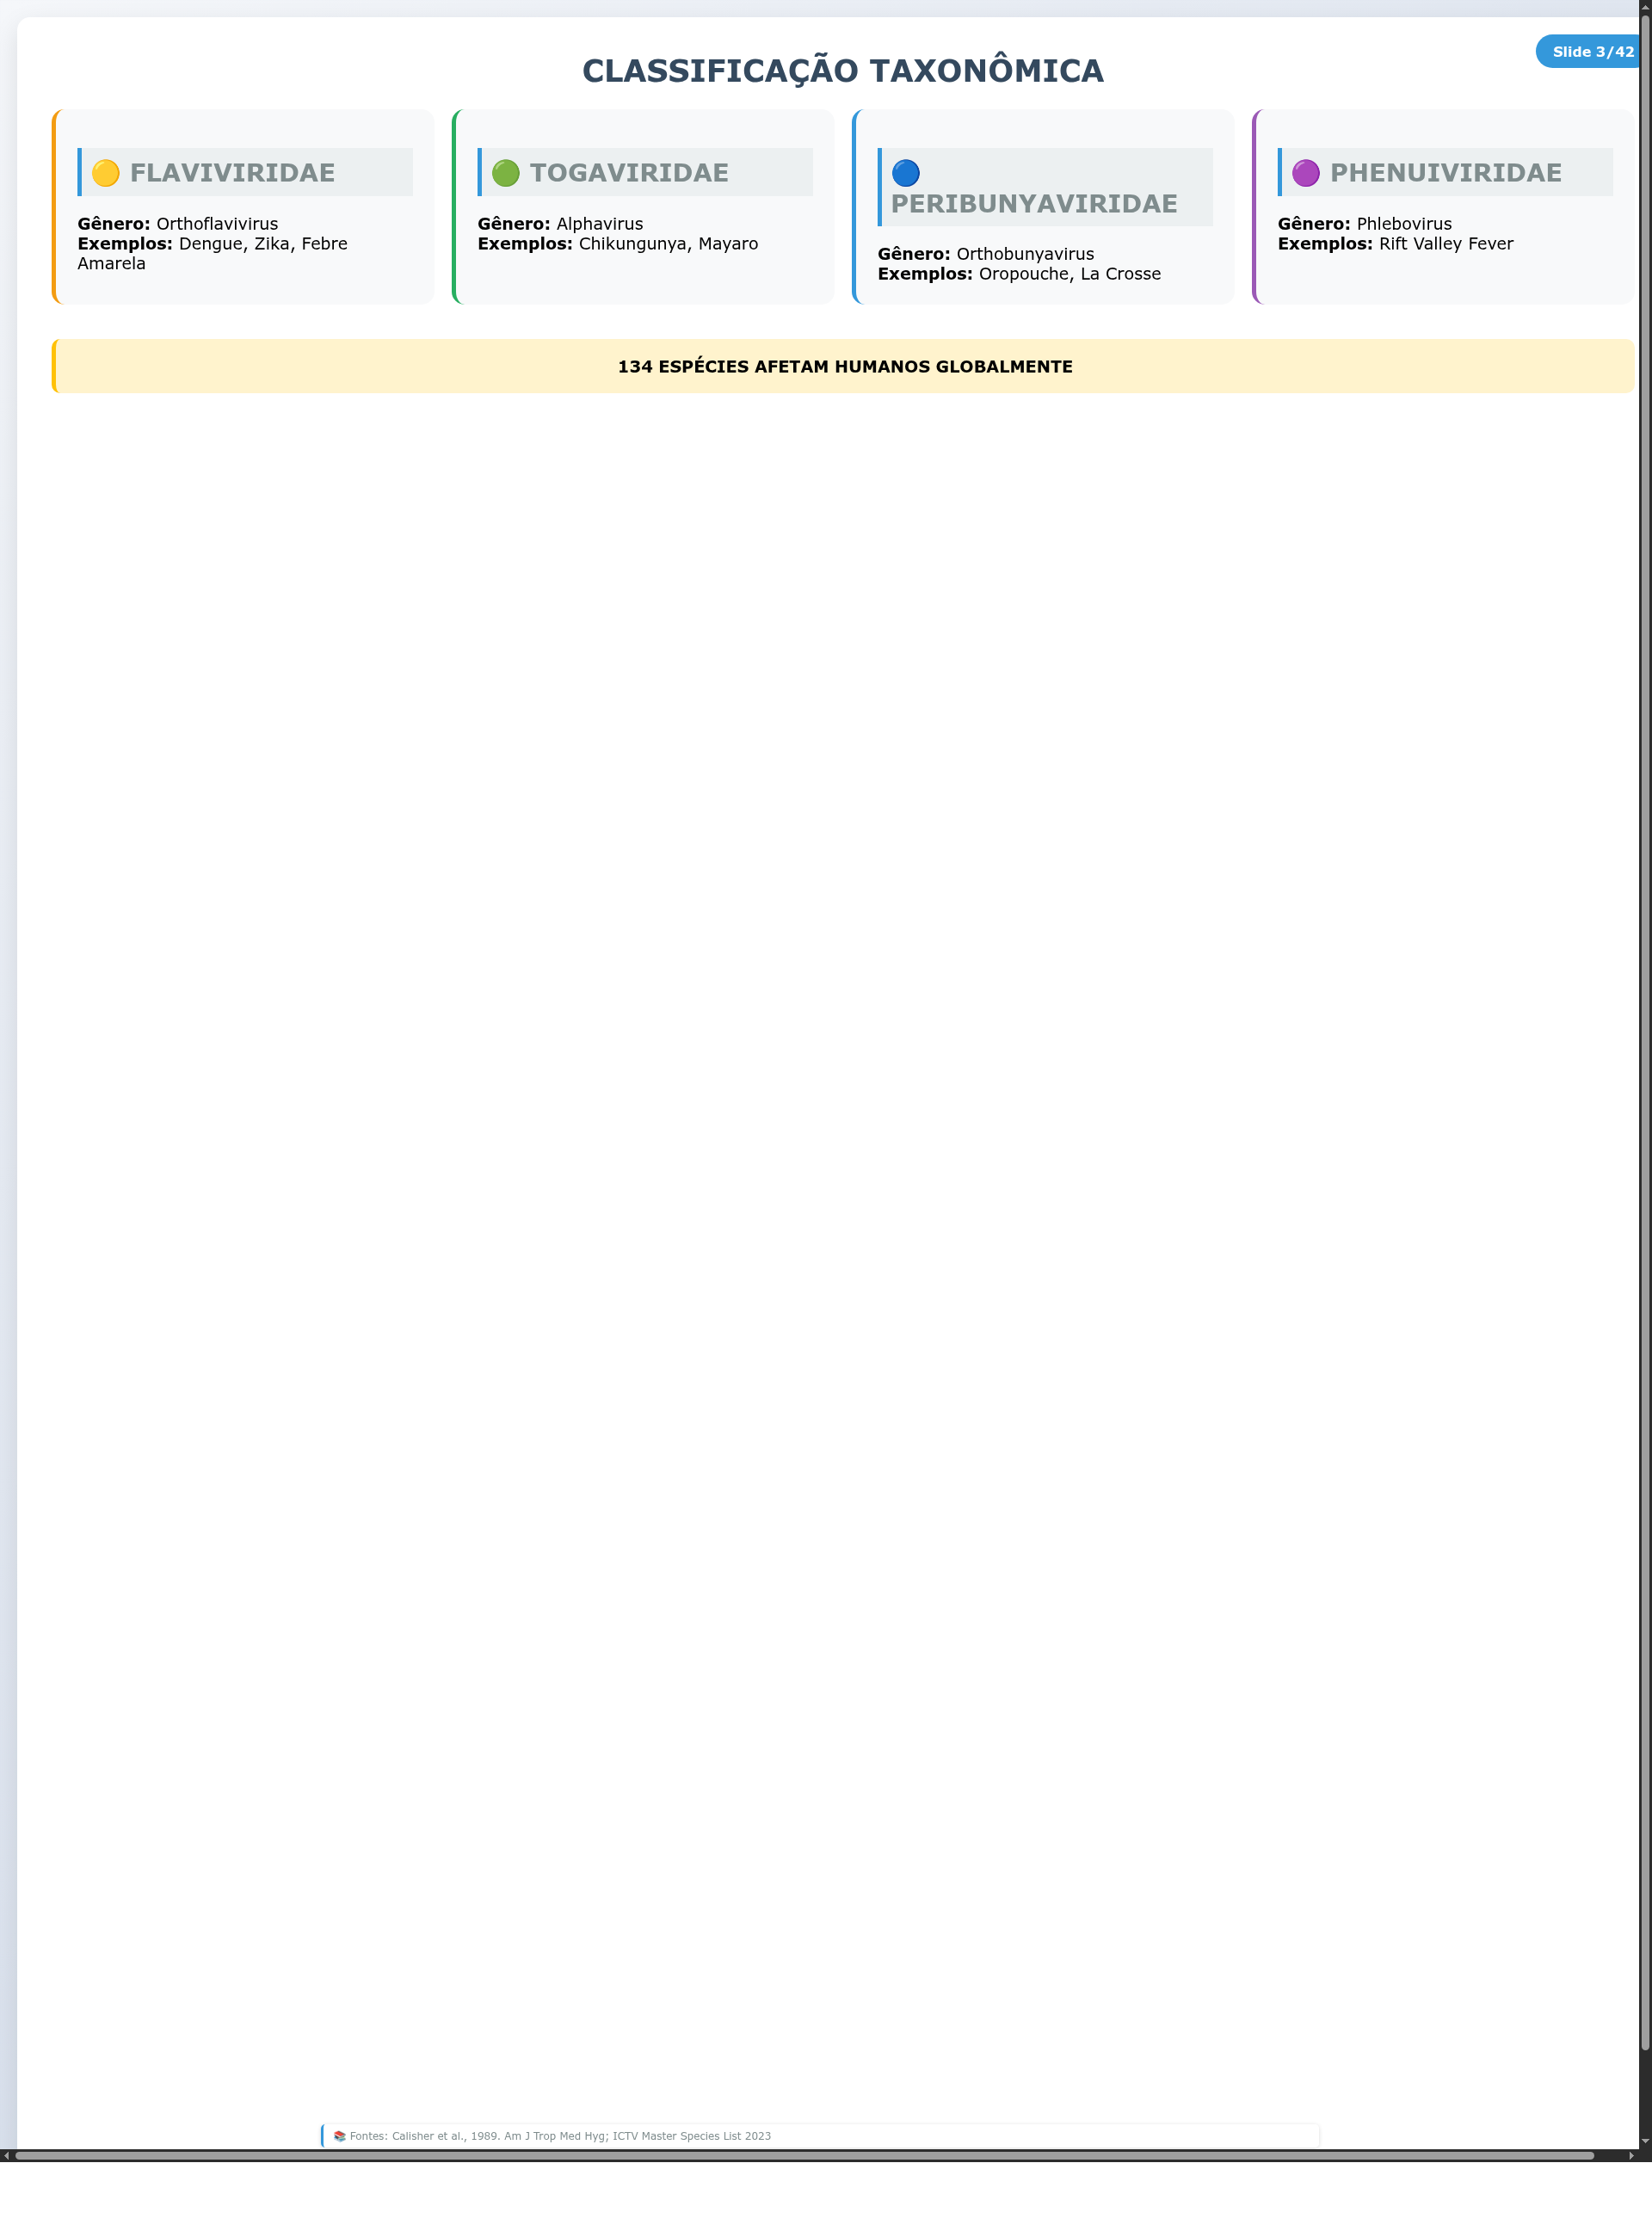 Slide 3/42
CLASSIFICAÇÃO TAXONÔMICA
🟡 FLAVIVIRIDAE
Gênero: Orthoflavivirus
Exemplos: Dengue, Zika, Febre
Amarela
🟢 TOGAVIRIDAE
Gênero: Alphavirus
Exemplos: Chikungunya, Mayaro
🔵
PERIBUNYAVIRIDAE
Gênero: Orthobunyavirus
Exemplos: Oropouche, La Crosse
🟣 PHENUIVIRIDAE
Gênero: Phlebovirus
Exemplos: Rift Valley Fever
134 ESPÉCIES AFETAM HUMANOS GLOBALMENTE
📚 Fontes: Calisher et al., 1989. Am J Trop Med Hyg; ICTV Master Species List 2023